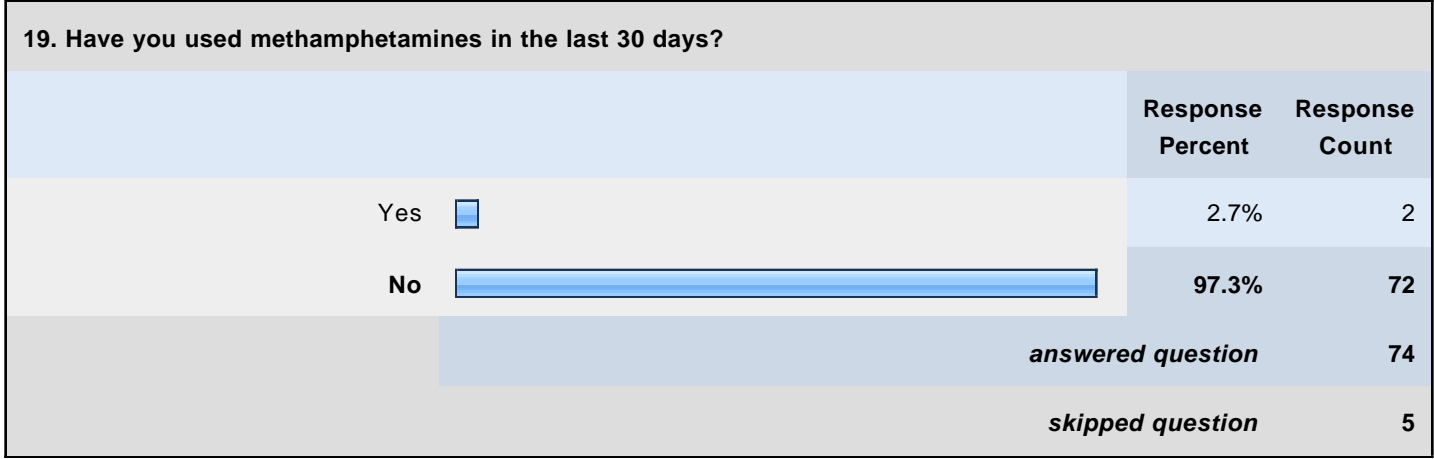 19. Have you used methamphetamines in the last 30 days?
Response Response
Percent Count
Yes 2.7% 2
No 97.3% 72
answered question 74
skipped question 5